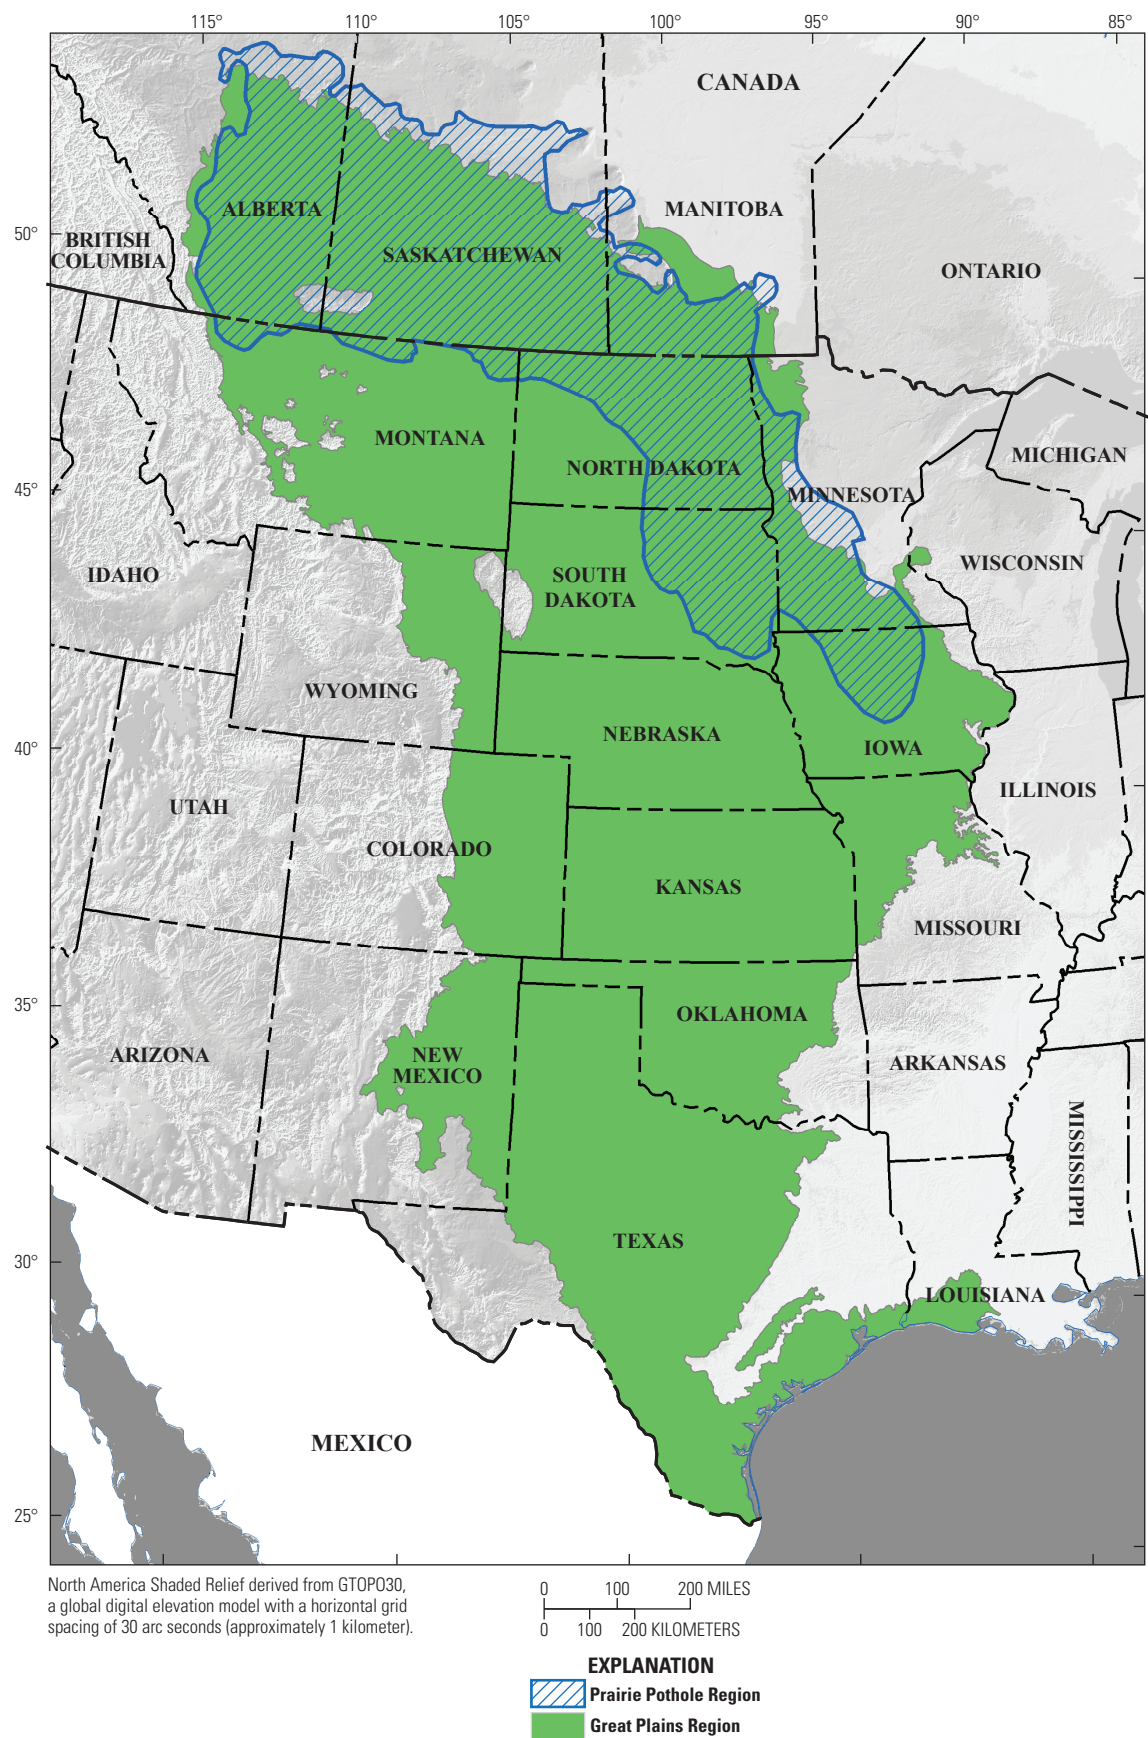 115°
110°
105°
100°
95°
90°
85°
CANADA
ALBERTA
MANITOBA
50°
BRITISH
COLUMBIA
SASKATCHEWAN
ONTARIO
MONTANA
MICHIGAN
NORTH DAKOTA
45°
MINNESOTA
WISCONSIN
IDAHO
SOUTH
DAKOTA
WYOMING
NEBRASKA
40°
IOWA
ILLINOIS
UTAH
COLORADO
KANSAS
MISSOURI
35°
OKLAHOMA
ARIZONA
NEW
MEXICO
ARKANSAS
MISSISSIPPI
TEXAS
30°
LOUISIANA
MEXICO
25°
North America Shaded Relief derived from GTOPO30,
a global digital elevation model with a horizontal grid
spacing of 30 arc seconds (approximately 1 kilometer).
0 100 200 MILES
0 100 200 KILOMETERS
EXPLANATION
Prairie Pothole Region
Great Plains Region